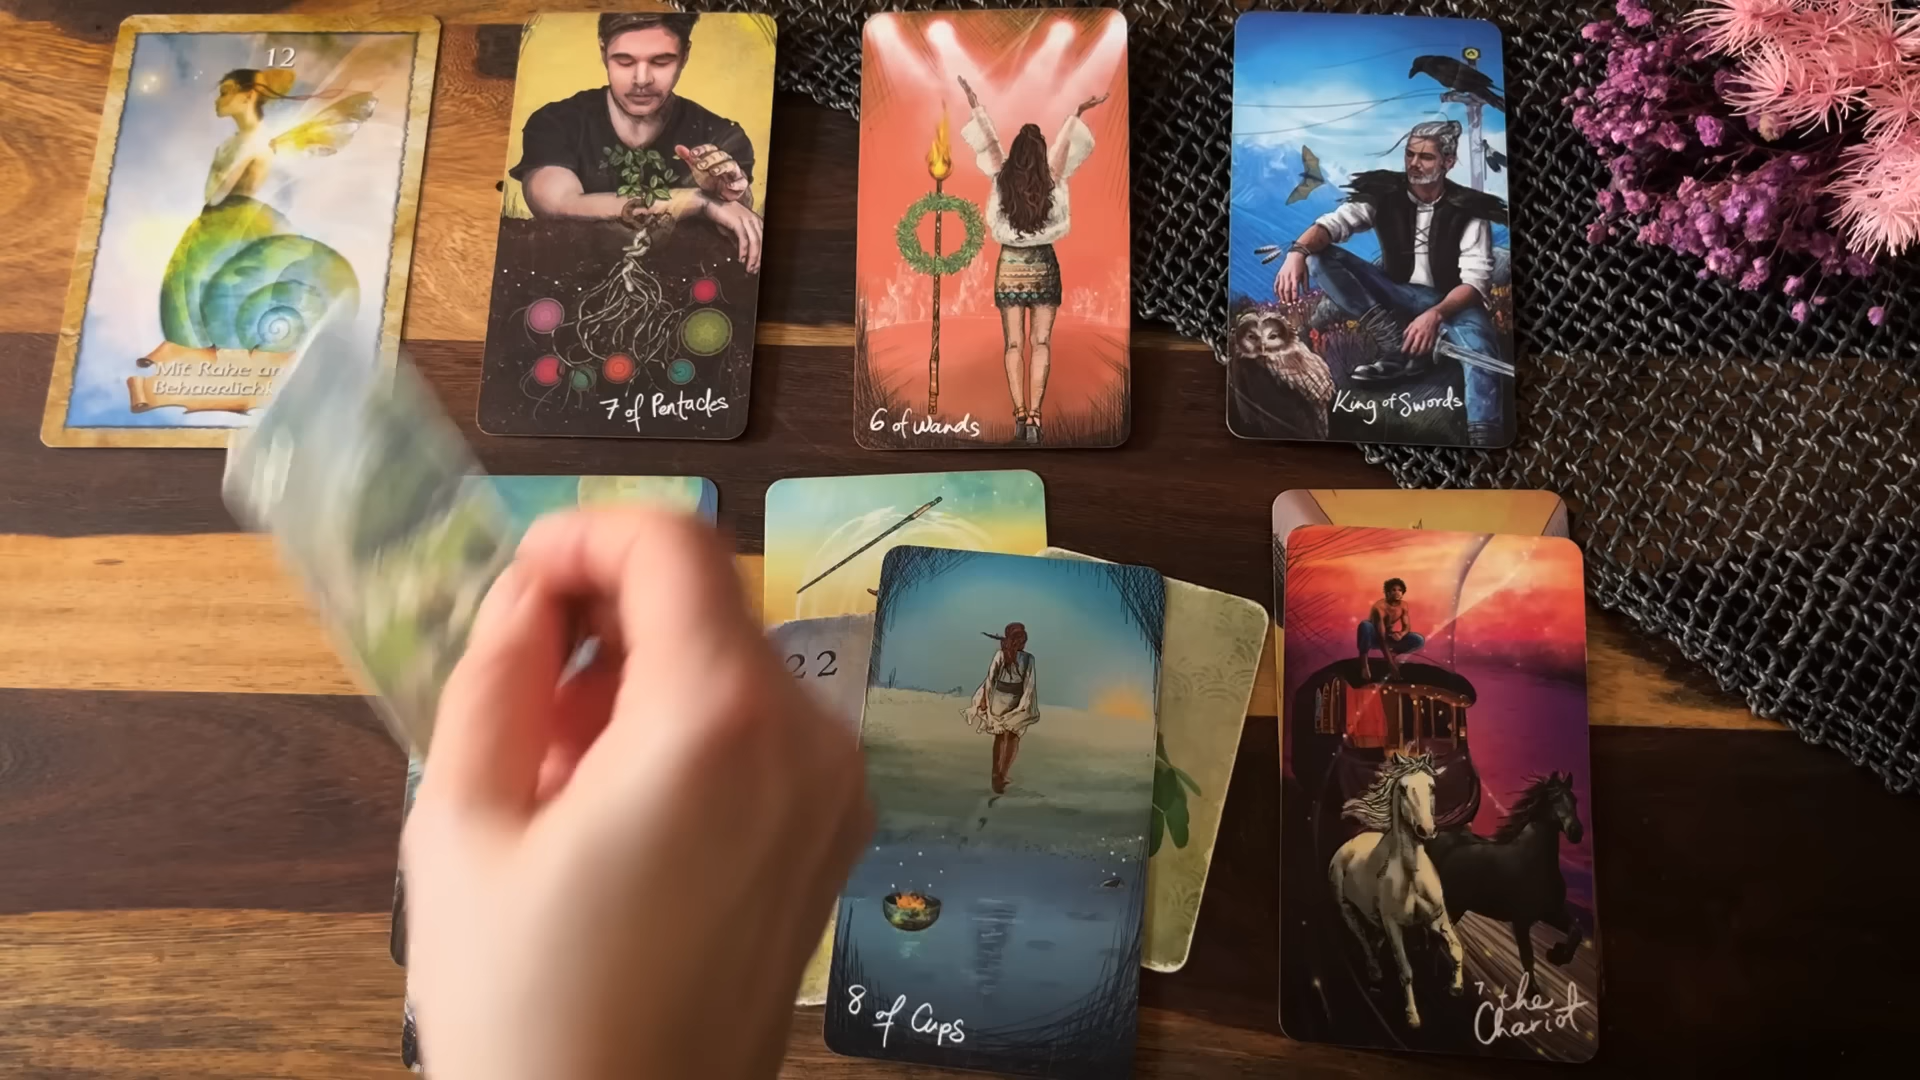 12
Mit Ruhe
7 of Pentacles
6 of Wands
King of Swords
22
8 of Cups
7. the
Chariot